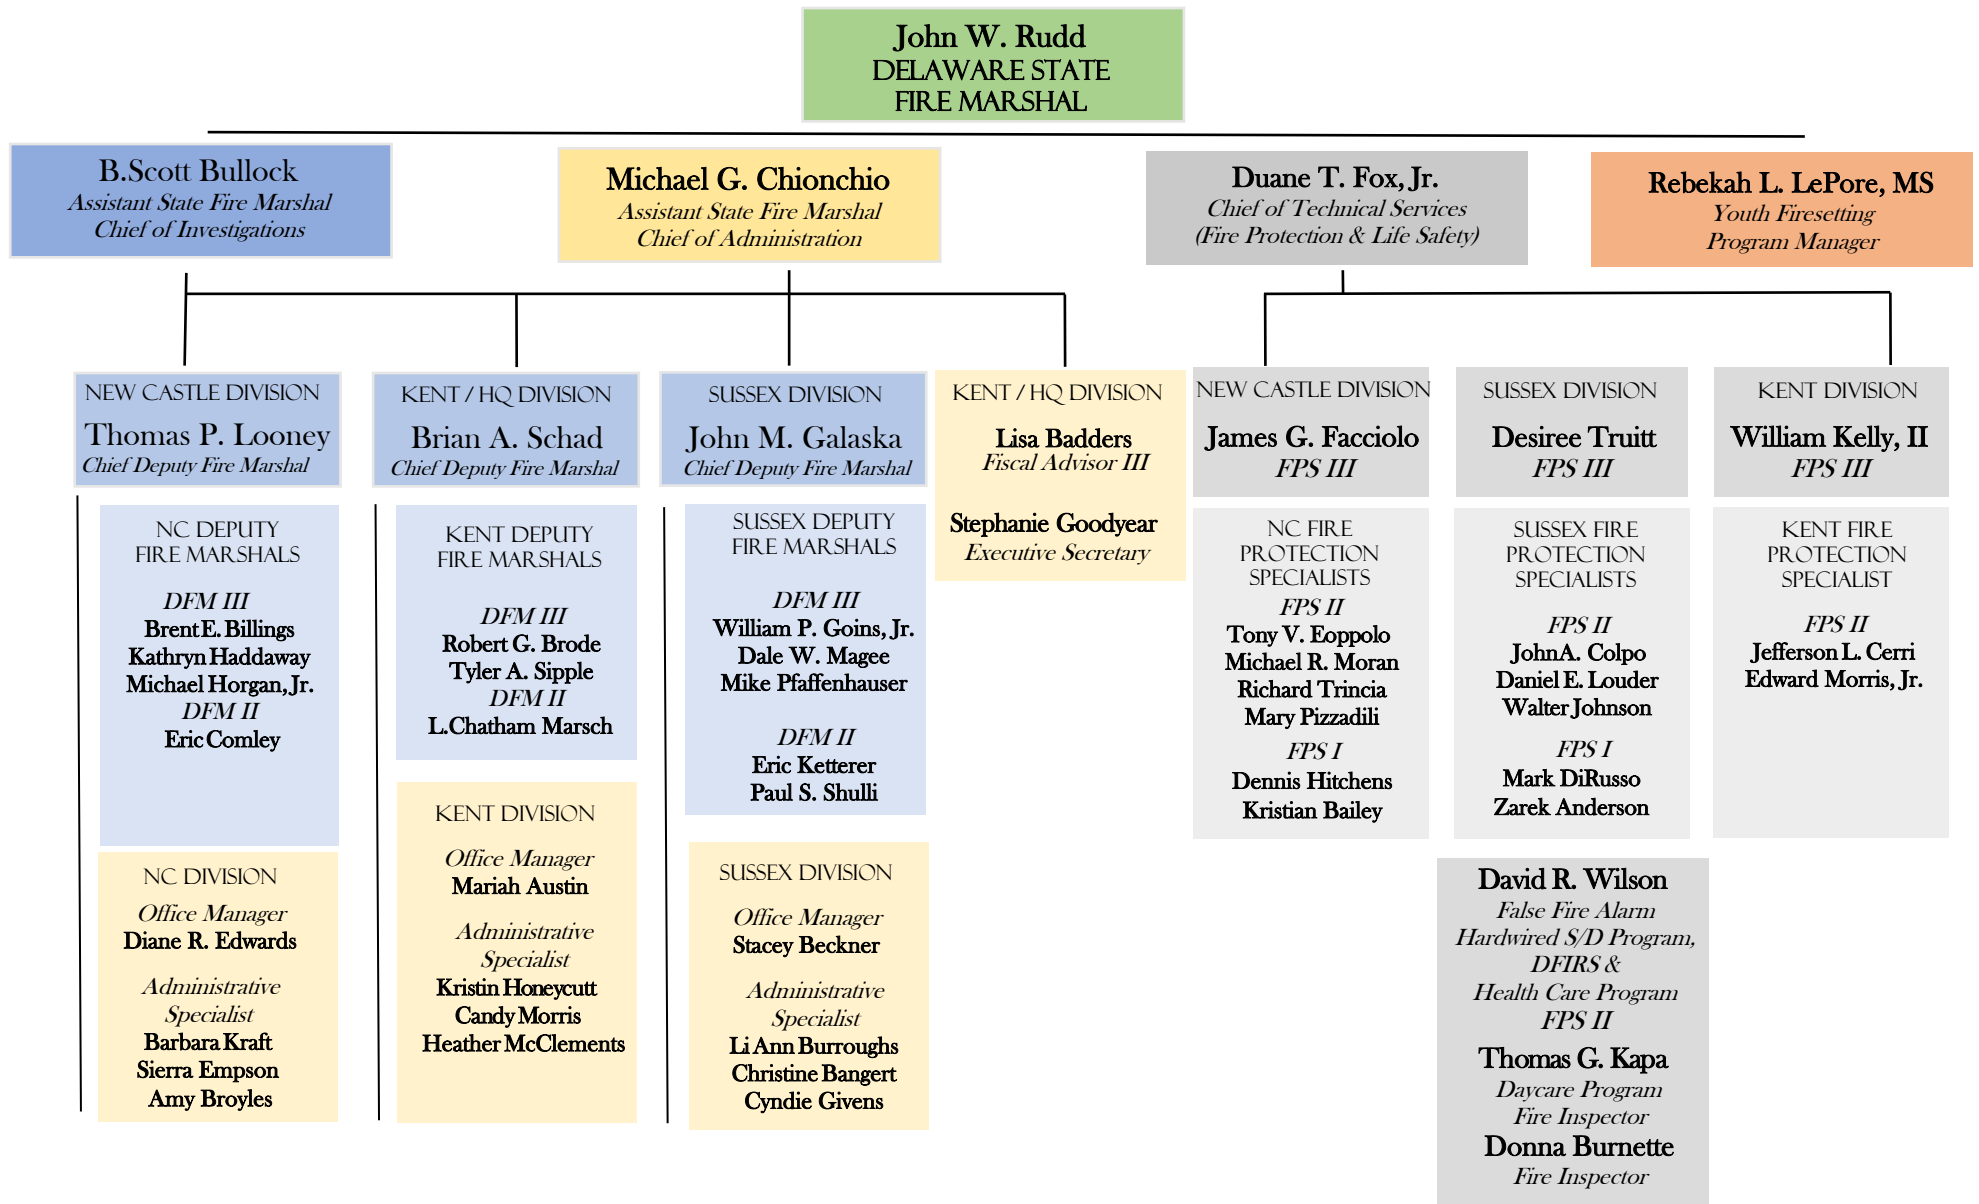 John W. Rudd
DELAWARE STATE
FIRE MARSHAL
B.Scott Bullock
Assistant State Fire Marshal
Chief of Investigations
Michael G. Chionchio
Assistant State Fire Marshal
Chief of Administration
Duane T. Fox, Jr.
Chief of Technical Services
(Fire Protection & Life Safety)
Rebekah L. LePore, MS
Youth Firesetting
Program Manager
NEW CASTLE DIVISION
Thomas P. Looney
Chief Deputy Fire Marshal
NC DEPUTY
FIRE MARSHALS
DFM III
Brent E. Billings
Kathryn Haddaway
Michael Horgan, Jr.
DFM II
Eric Comley
NC DIVISION
Office Manager
Diane R. Edwards
Administrative
Specialist
Barbara Kraft
Sierra Empson
Amy Broyles
KENT / HQ DIVISION
Brian A. Schad
Chief Deputy Fire Marshal
KENT DEPUTY
FIRE MARSHALS
DFM III
Robert G. Brode
Tyler A. Sipple
DFM II
L.Chatham Marsch
KENT DIVISION
Office Manager
Mariah Austin
Administrative
Specialist
Kristin Honeycutt
Candy Morris
Heather McClements
SUSSEX DIVISION
John M. Galaska
Chief Deputy Fire Marshal
SUSSEX DEPUTY
FIRE MARSHALS
DFM III
William P. Goins, Jr.
Dale W. Magee
Mike Pfaffenhauser
DFM II
Eric Ketterer
Paul S. Shulli
SUSSEX DIVISION
Office Manager
Stacey Beckner
Administrative
Specialist
Li Ann Burroughs
Christine Bangert
Cyndie Givens
KENT / HQ DIVISION
Lisa Badders
Fiscal Advisor III
Stephanie Goodyear
Executive Secretary
NEW CASTLE DIVISION
James G. Facciolo
FPS III
NC FIRE
PROTECTION
SPECIALISTS
FPS II
Tony V. Eoppolo
Michael R. Moran
Richard Trincia
Mary Pizzadili
FPS I
Dennis Hitchens
Kristian Bailey
SUSSEX DIVISION
Desiree Truitt
FPS III
SUSSEX FIRE
PROTECTION
SPECIALISTS
FPS II
JohnA. Colpo
Daniel E. Louder
Walter Johnson
FPS I
Mark DiRusso
Zarek Anderson
KENT DIVISION
William Kelly, II
FPS III
KENT FIRE
PROTECTION
SPECIALIST
FPS II
Jefferson L. Cerri
Edward Morris, Jr.
David R. Wilson
False Fire Alarm
Hardwired S/D Program,
DFIRS &
Health Care Program
FPS II
Thomas G. Kapa
Daycare Program
Fire Inspector
Donna Burnette
Fire Inspector